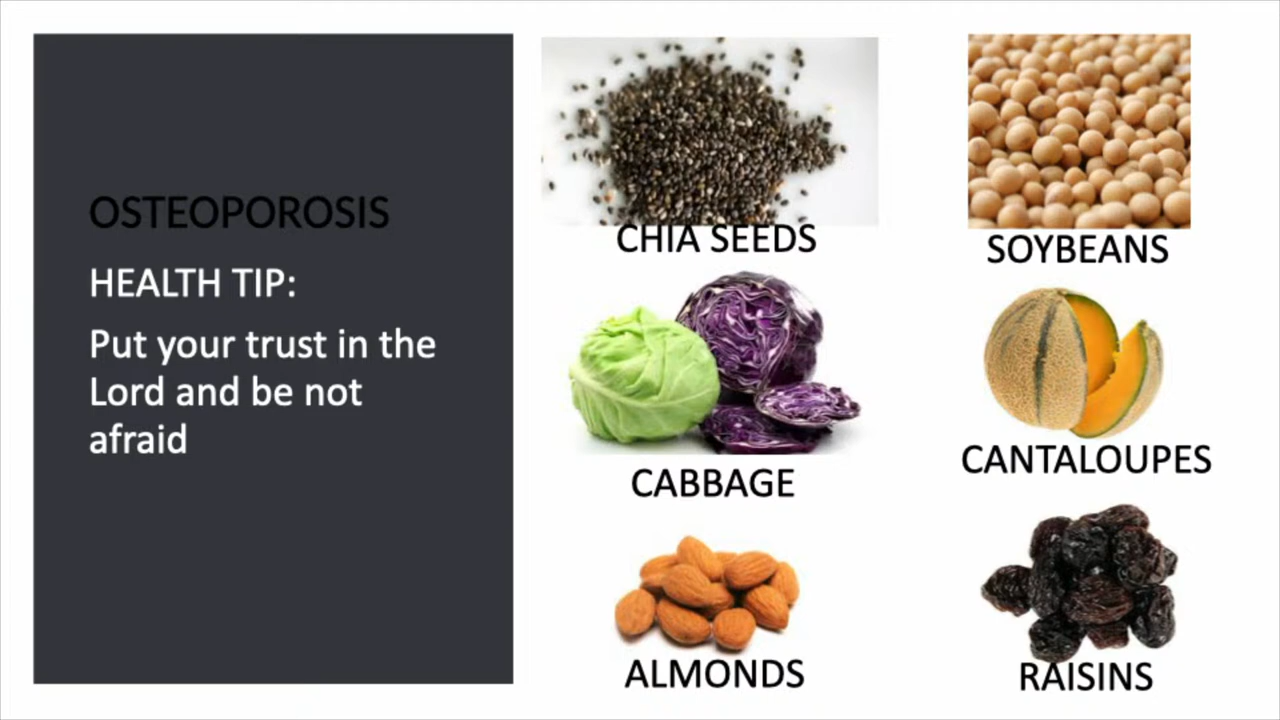 OSTEOPOROSIS
HEALTH TIP:
Put your trust in the
Lord and be not
afraid
CHIA SEEDS
SOYBEANS
CABBAGE
CANTALOUPES
ALMONDS
RAISINS